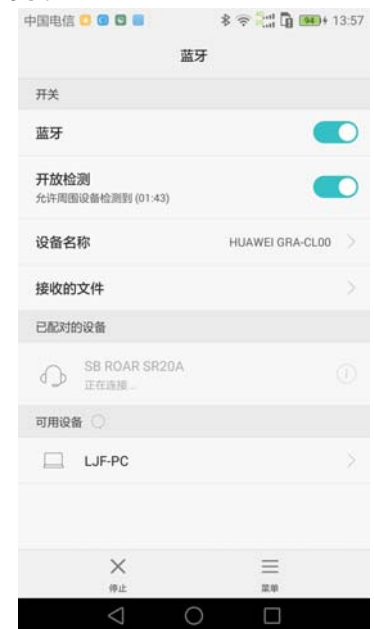 中国电信 94 13:57
蓝牙
开关
蓝牙
开放检测
允许周围设备检测到 (01:43)
设备名称 HUAWEI GRA-CL00
接收的文件
已配对的设备
SB ROAR SR20A
正在连接...
可用设备
LJF-PC
停止 菜单